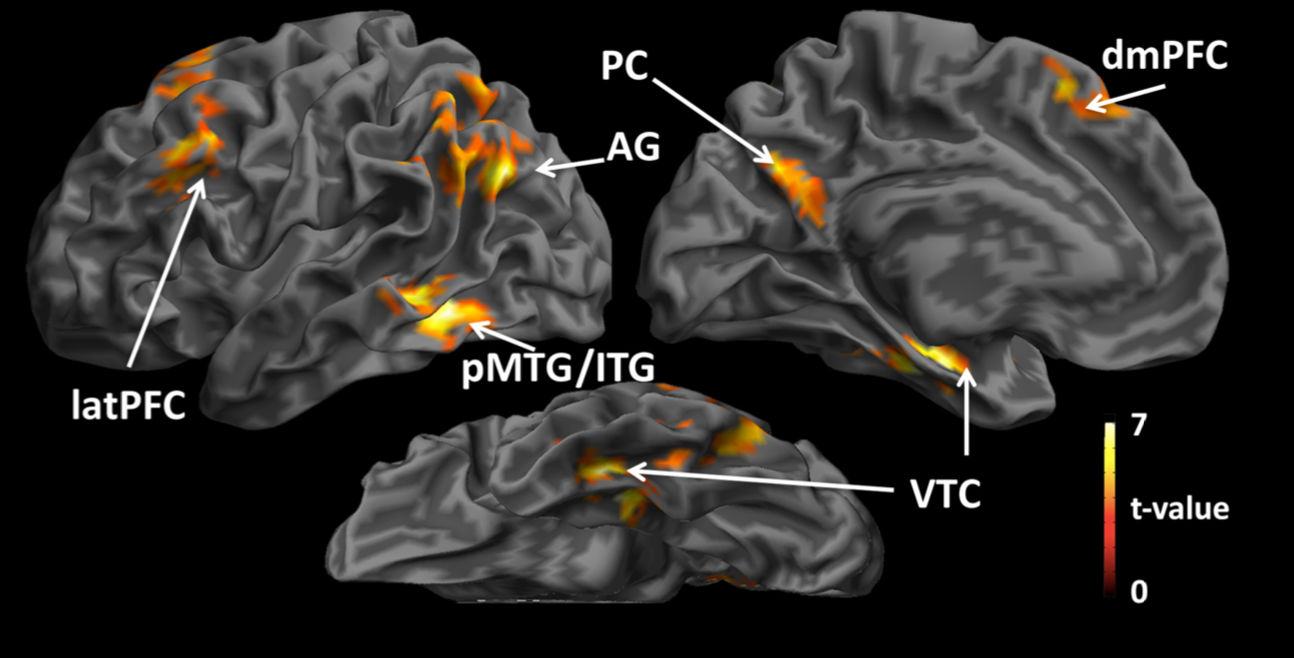 PC
dmPFC
AG
pMTG/ITG
latPFC
VTC
7
t-value
0